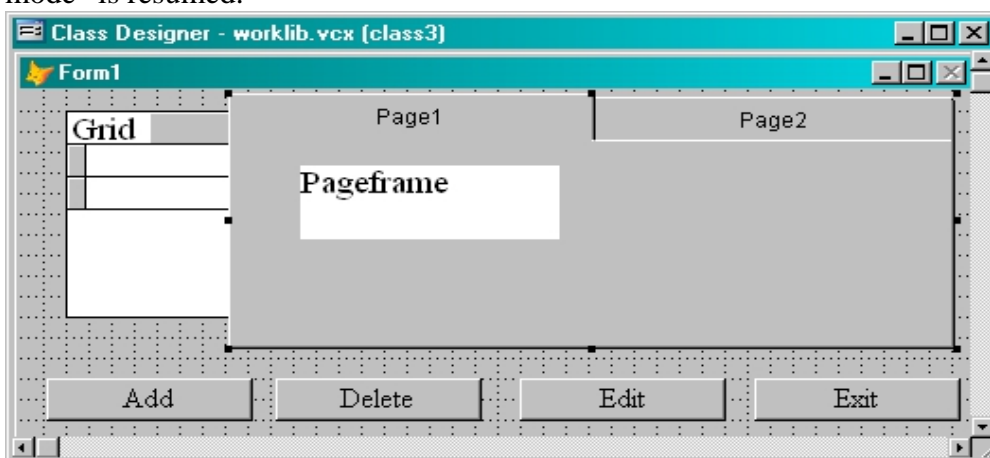 mode" is resumed.
Class Designer - worklib.vcx (class3)
Form1
Grid
Page1 Page2
Pageframe
Add Delete Edit Exit